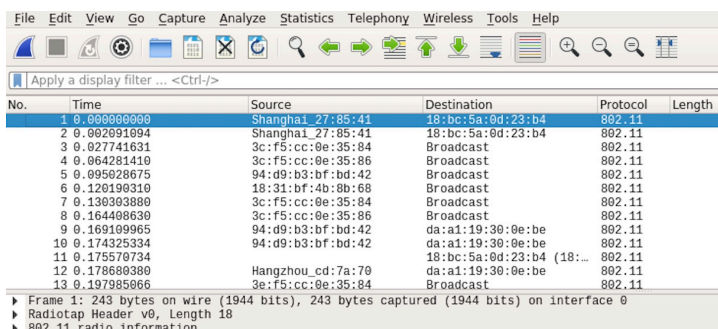 File Edit View Go Capture Analyze Statistics Telephony Wireless Tools Help
Apply a display filter ... <Ctrl-/>
No. Time Source Destination Protocol Length
1 0.000000000 Shanghai_27:85:41 18:bc:5a:0d:23:b4 802.11
2 0.002091094 Shanghai_27:85:41 18:bc:5a:0d:23:b4 802.11
3 0.027741631 3c:f5:cc:0e:35:84 Broadcast 802.11
4 0.064281410 3c:f5:cc:0e:35:86 Broadcast 802.11
5 0.095028675 94:d9:b3:bf:bd:42 Broadcast 802.11
6 0.120190310 18:31:bf:4b:8b:68 Broadcast 802.11
7 0.130303880 3c:f5:cc:0e:35:84 Broadcast 802.11
8 0.164408630 3c:f5:cc:0e:35:86 Broadcast 802.11
9 0.169109965 94:d9:b3:bf:bd:42 da:a1:19:30:0e:be 802.11
10 0.174325334 94:d9:b3:bf:bd:42 da:a1:19:30:0e:be 802.11
11 0.175570734 18:bc:5a:0d:23:b4 (18:… 802.11
12 0.178680380 Hangzhou_cd:7a:70 da:a1:19:30:0e:be 802.11
13 0.197985066 3e:f5:cc:0e:35:84 Broadcast 802.11
Frame 1: 243 bytes on wire (1944 bits), 243 bytes captured (1944 bits) on interface 0
Radiotap Header v0, Length 18
802.11 radio information